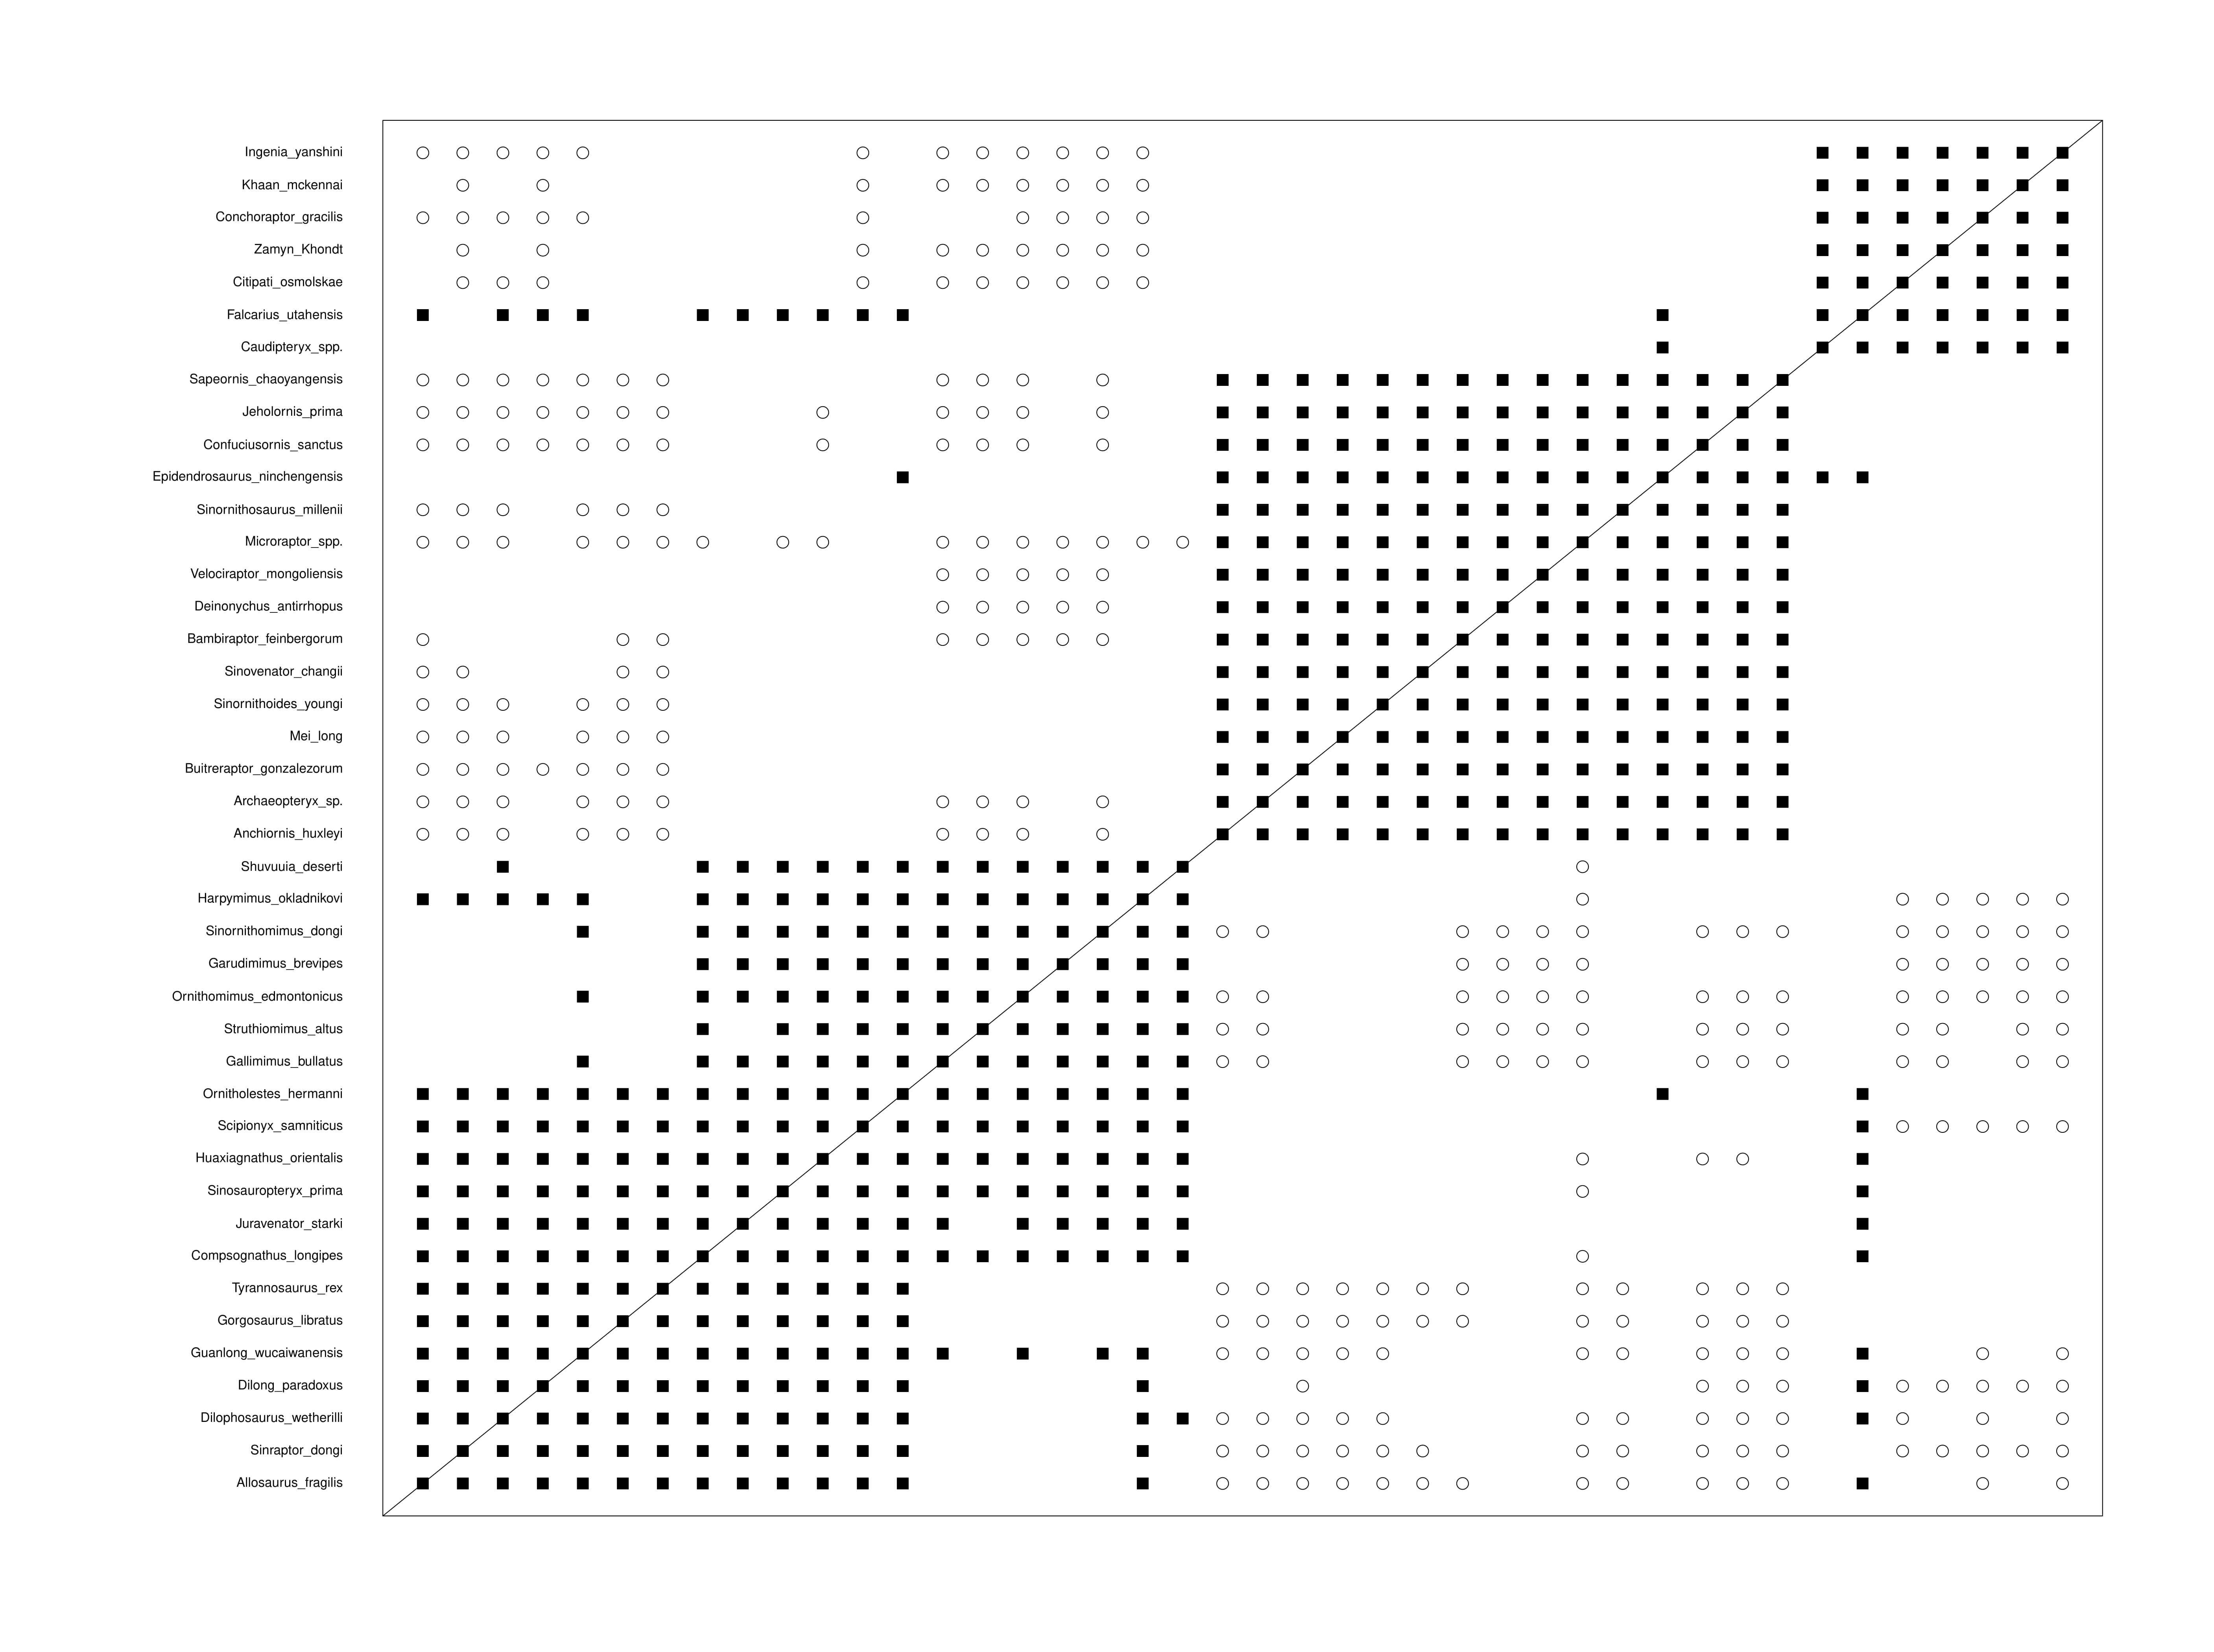 Ingenia_yanshini
Khaan_mckennai
Conchoraptor_gracilis
Zamyn_Khondt
Citipati_osmolskae
Falcarius_utahensis
Caudipteryx_spp.
Sapeornis_chaoyangensis
Jeholornis_prima
Confuciusornis_sanctus
Epidendrosaurus_ninchengensis
Sinornithosaurus_millenii
Microraptor_spp.
Velociraptor_mongoliensis
Deinonychus_antirrhopus
Bambiraptor_feinbergorum
Sinovenator_changii
Sinornithoides_youngi
Mei_long
Buitreraptor_gonzalezorum
Archaeopteryx_sp.
Anchiornis_huxleyi
Shuvuuia_deserti
Harpymimus_okladnikovi
Sinornithomimus_dongi
Garudimimus_brevipes
Ornithomimus_edmontonicus
Struthiomimus_altus
Gallimimus_bullatus
Ornitholestes_hermanni
Scipionyx_samniticus
Huaxiagnathus_orientalis
Sinosauropteryx_prima
Juravenator_starki
Compsognathus_longipes
Tyrannosaurus_rex
Gorgosaurus_libratus
Guanlong_wucaiwanensis
Dilong_paradoxus
Dilophosaurus_wetherilli
Sinraptor_dongi
Allosaurus_fragilis